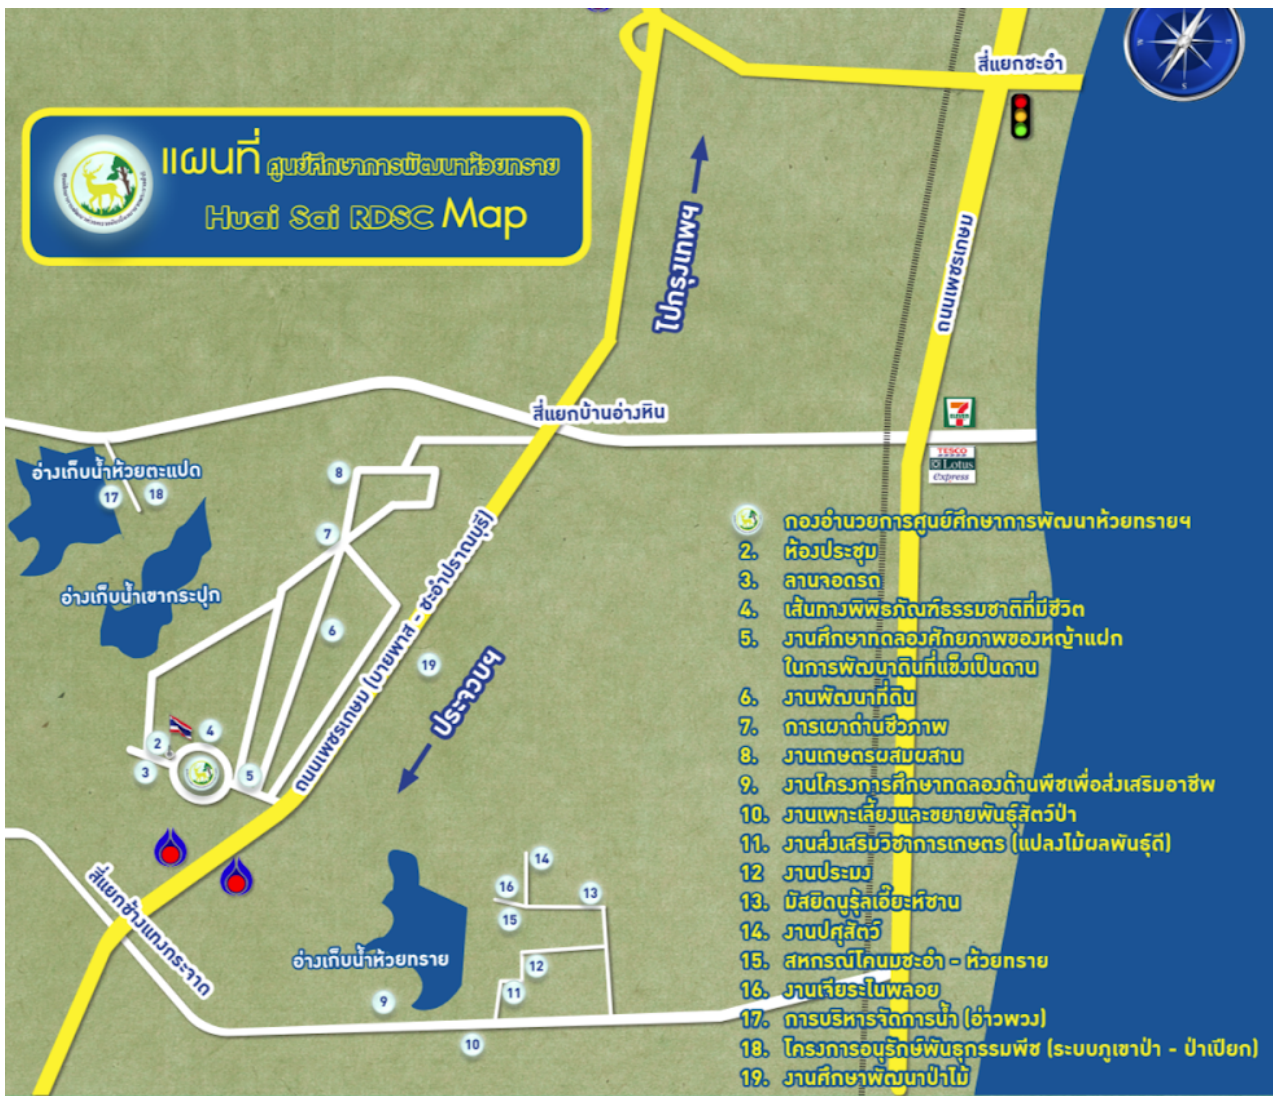 สี่แยกชะอำ
แผนที่ ศูนย์ศึกษาการพัฒนาห้วยทราย
Huai Sai RDSC Map
ไปกรุงเทพฯ
ถนนเพชรเกษม
สี่แยกบ้านอ่างหิน
7
ELEVEN
TESCO
Lotus
express
อ่างเก็บน้ำห้วยตะแปด
17
18
8
7
อ่างเก็บน้ำเขากระปุก
6
ถนนเพชรเกษม (บายพาส - ชะอำปราณบุรี)
19
ประจวบฯ
2
4
3
5
สี่แยกช้างแทงกระจาด
14
16
13
15
อ่างเก็บน้ำห้วยทราย
12
11
9
10
กองอำนวยการศูนย์ศึกษาการพัฒนาห้วยทรายฯ
2. ห้องประชุม
3. ลานจอดรถ
4. เส้นทางพิพิธภัณฑ์ธรรมชาติที่มีชีวิต
5. งานศึกษาทดลองศักยภาพของหญ้าแฝก
ในการพัฒนาดินที่แข็งเป็นดาน
6. งานพัฒนาที่ดิน
7. การเผาถ่านชีวภาพ
8. งานเกษตรผสมผสาน
9. งานโครงการศึกษาทดลองด้านพืชเพื่อส่งเสริมอาชีพ
10. งานเพาะเลี้ยงและขยายพันธุ์สัตว์ป่า
11. งานส่งเสริมวิชาการเกษตร (แปลงไม้ผลพันธุ์ดี)
12 งานประมง
13. มัสยิดนูรุ้ลเอี๊ยะห์ซาน
14. งานปศุสัตว์
15. สหกรณ์โคนมชะอำ - ห้วยทราย
16. งานเจียระไนพลอย
17. การบริหารจัดการน้ำ (อ่าวพวง)
18. โครงการอนุรักษ์พันธุกรรมพืช (ระบบภูเขาป่า - ป่าเปียก)
19. งานศึกษาพัฒนาป่าไม้